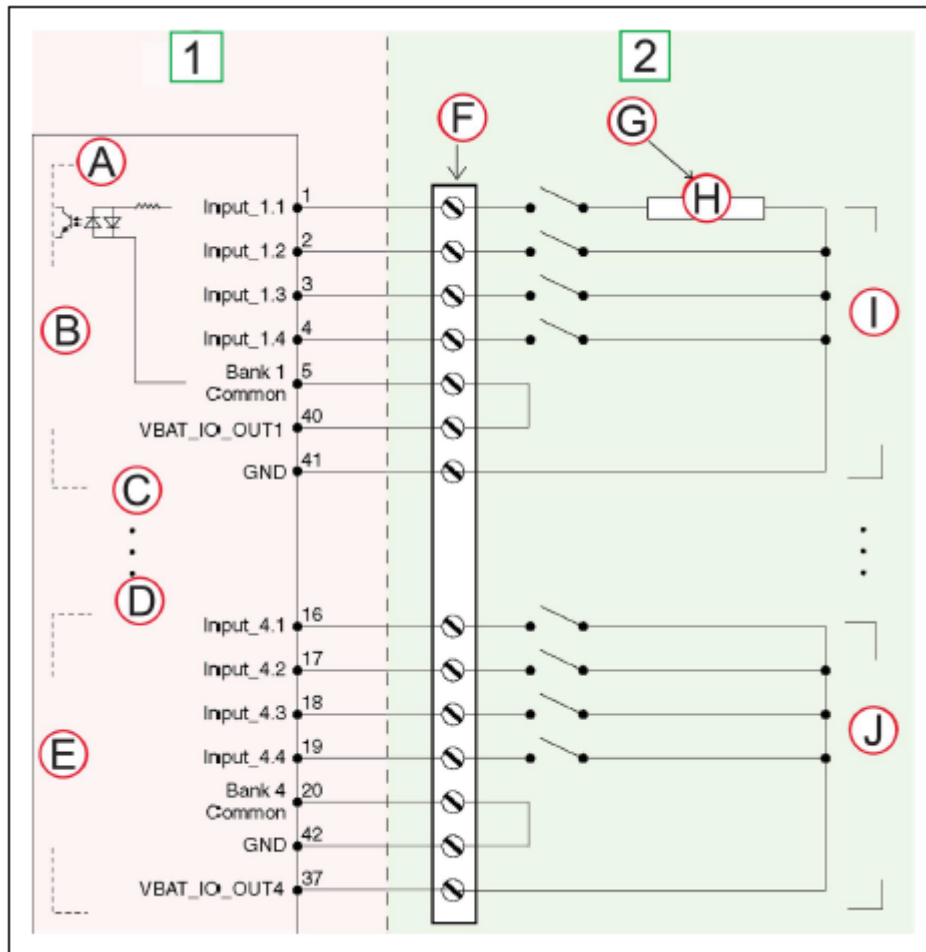 1
2
F
G
A
H
Input_1.1 1
Input_1.2 2
Input_1.3 3
B
I
Input_1.4 4
Bank 1
Common 5
VBAT_IO_OUT1 40
GND 41
C
D
Input_4.1 16
Input_4.2 17
Input_4.3 18
E
J
Input_4.4 19
Bank 4
Common 20
GND 42
VBAT_IO_OUT4 37